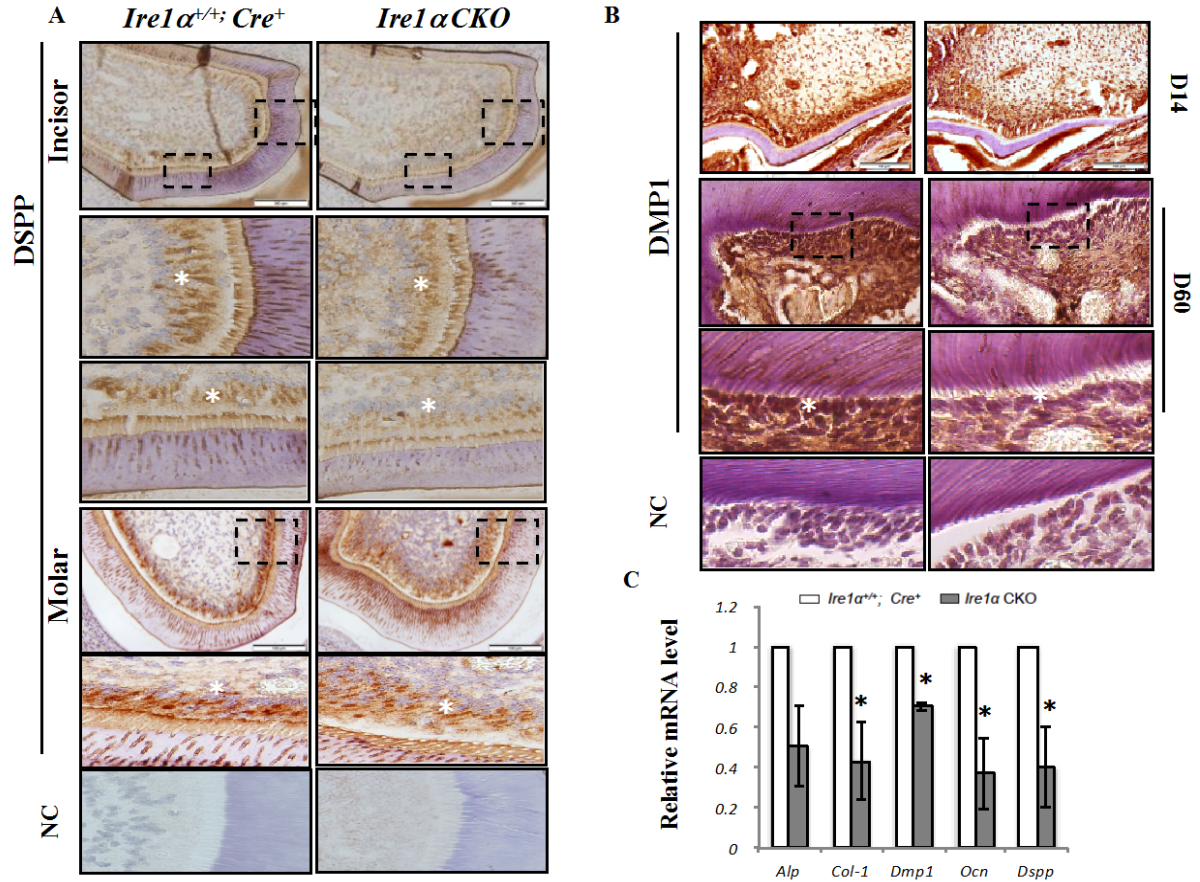 A
Ire1α+/+; Cre+
Ire1αCKO
DSPP
Incisor
Molar
NC
B
DMP1
D14
D60
NC
C
Ire1α+/+; Cre+
Ire1α CKO
Relative mRNA level
1.2
1
0.8
0.6
0.4
0.2
0
*
*
*
*
Alp
Col-1
Dmp1
Ocn
Dspp